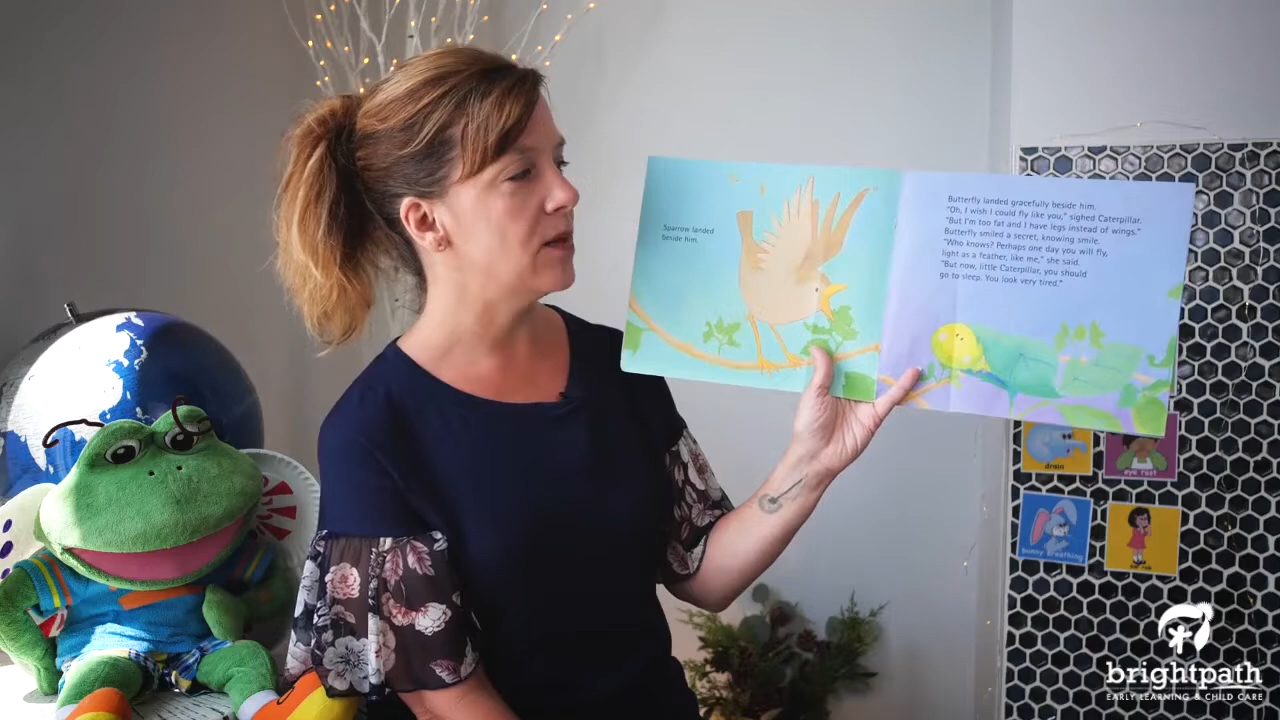 Sparrow landed
beside him.
Butterfly landed gracefully beside him.
"Oh, I wish I could fly like you," sighed Caterpillar.
"But I'm too fat and I have legs instead of wings."
Butterfly smiled a secret, knowing smile.
"Who knows? Perhaps one day you will fly,
light as a feather, like me," she said.
"But now, little Caterpillar, you should
go to sleep. You look very tired."
drain
eye rest
bunny breathing
brightpath
EARLY LEARNING & CHILD CARE